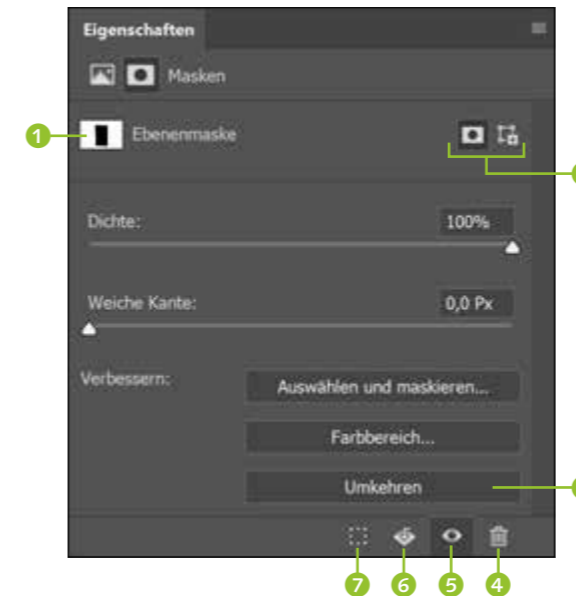 Eigenschaften
Masken
1 Ebenenmaske
Dichte: 100%
Weiche Kante: 0,0 Px
Verbessern: Auswählen und maskieren...
Farbbereich...
Umkehren
7 6 5 4